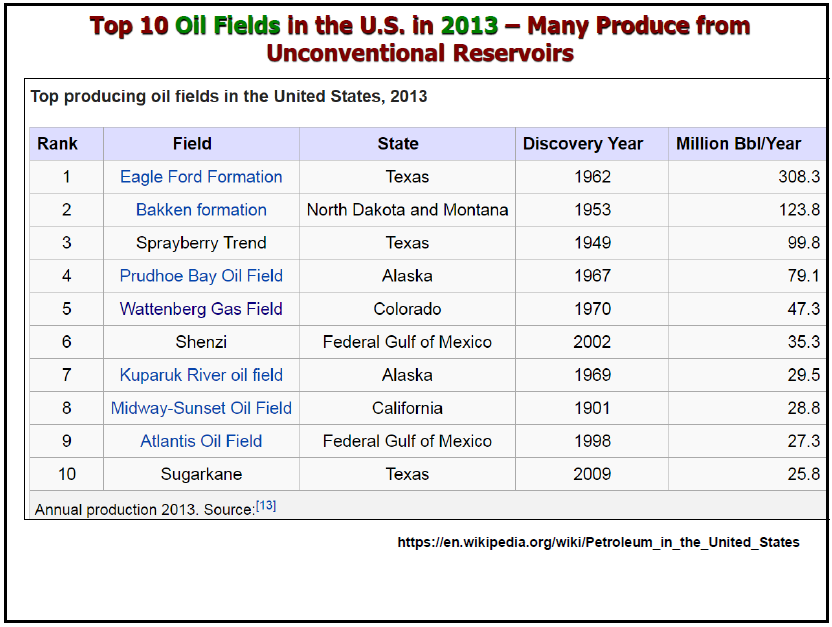 Top 10 Oil Fields in the U.S. in 2013 – Many Produce from
Unconventional Reservoirs
Top producing oil fields in the United States, 2013
Rank Field State Discovery Year Million Bbl/Year
1 Eagle Ford Formation Texas 1962 308.3
2 Bakken formation North Dakota and Montana 1953 123.8
3 Sprayberry Trend Texas 1949 99.8
4 Prudhoe Bay Oil Field Alaska 1967 79.1
5 Wattenberg Gas Field Colorado 1970 47.3
6 Shenzi Federal Gulf of Mexico 2002 35.3
7 Kuparuk River oil field Alaska 1969 29.5
8 Midway-Sunset Oil Field California 1901 28.8
9 Atlantis Oil Field Federal Gulf of Mexico 1998 27.3
10 Sugarkane Texas 2009 25.8
Annual production 2013. Source:[13]
https://en.wikipedia.org/wiki/Petroleum_in_the_United_States